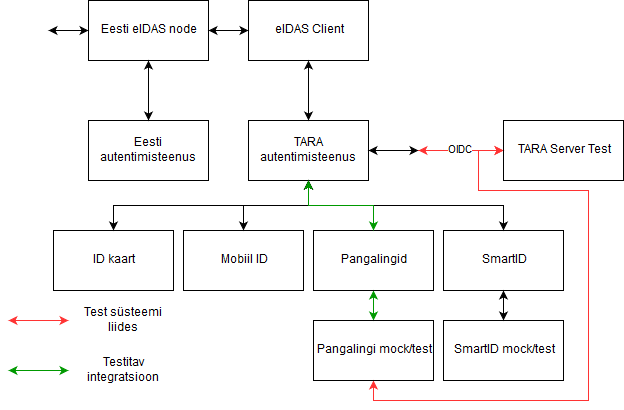 Eesti eIDAS node
eIDAS Client
Eesti
autentimisteenus
TARA
autentimisteenus
OIDC
TARA Server Test
ID kaart
Mobiil ID
Pangalingid
SmartID
Test süsteemi
liides
Pangalingi mock/test
SmartID mock/test
Testitav
integratsioon